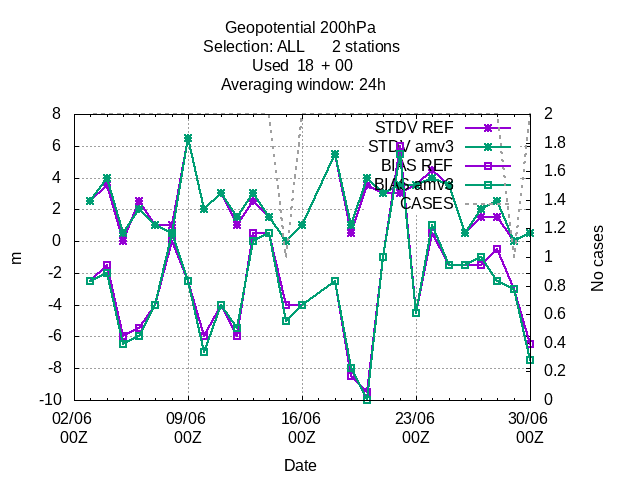 Geopotential 200hPa
Selection: ALL 2 stations
Used 18 + 00
Averaging window: 24h
8 2
6 1.8
4 1.6
2 1.4
0 1.2
-2 1
-4 0.8
-6 0.6
-8 0.4
-10 0.2
0
STDV REF
STDV amv3
BIAS REF
BIAS amv3
CASES
m
No cases
02/06 09/06 16/06 23/06 30/06
00Z 00Z 00Z 00Z 00Z
Date